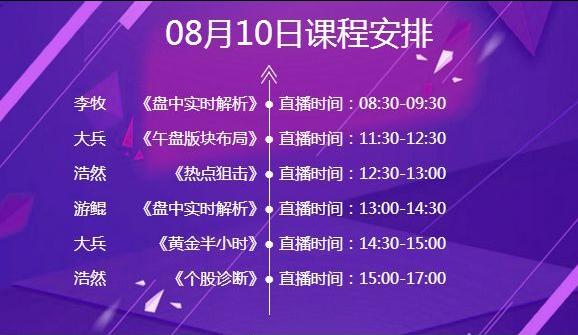 08月10日课程安排
李牧 《盘中实时解析》 直播时间：08:30-09:30
大兵 《午盘版块布局》 直播时间：11:30-12:30
浩然 《热点狙击》 直播时间：12:30-13:00
游鲲 《盘中实时解析》 直播时间：13:00-14:30
大兵 《黄金半小时》 直播时间：14:30-15:00
浩然 《个股诊断》 直播时间：15:00-17:00